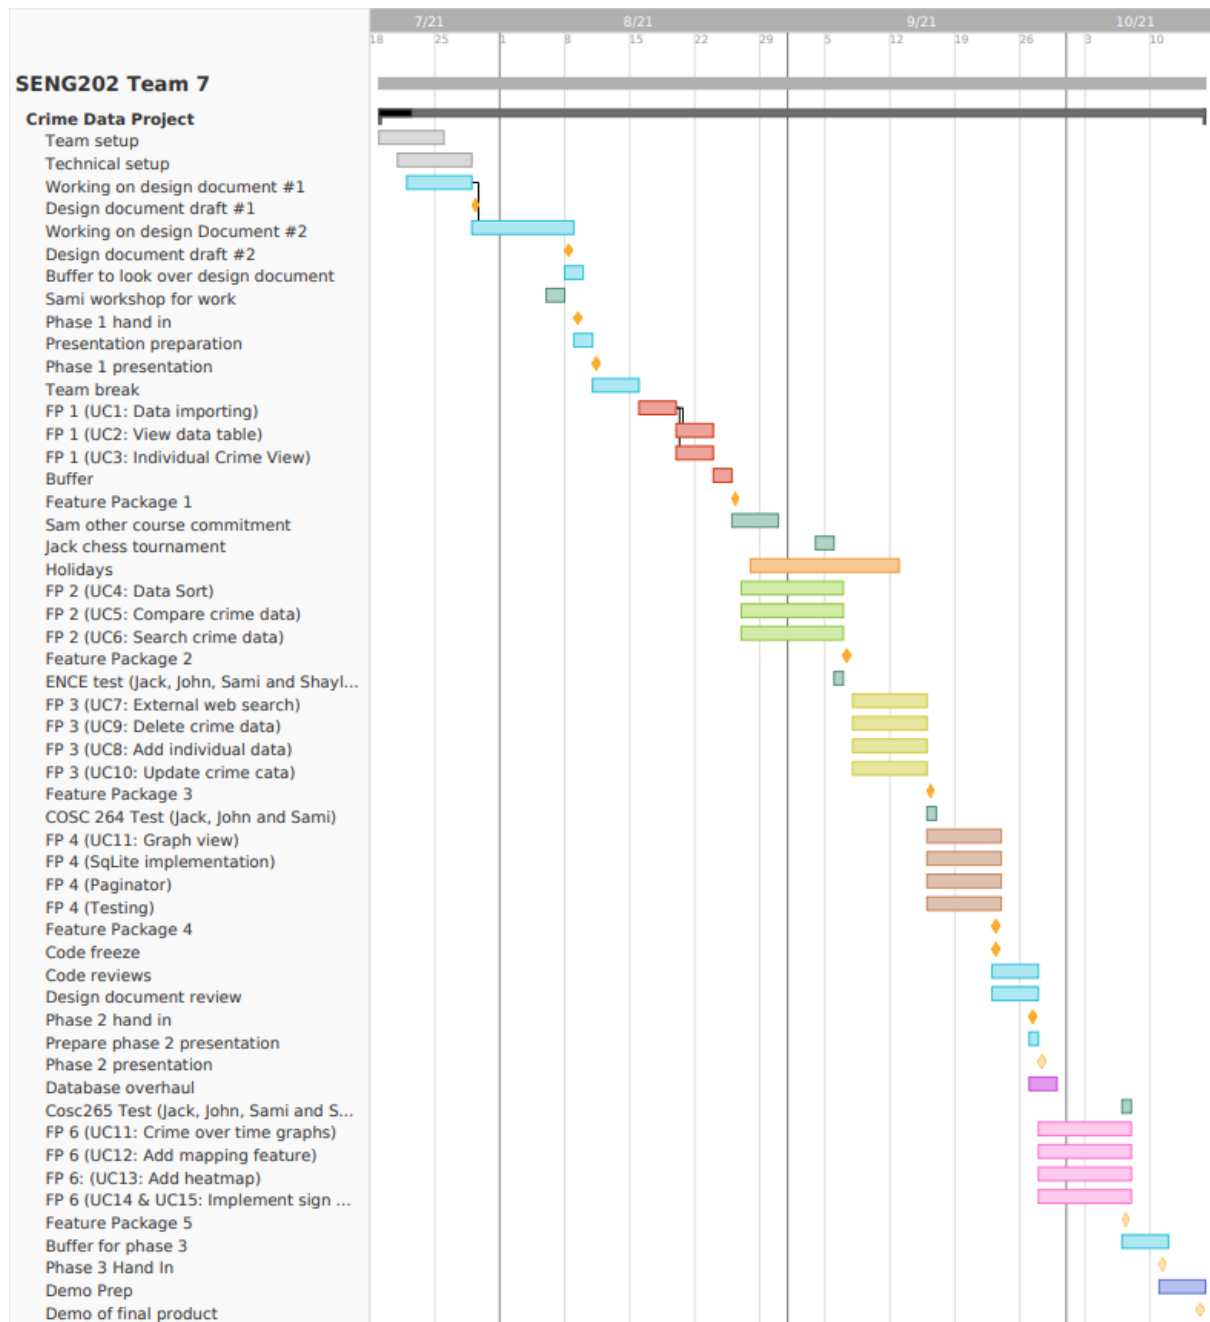 7/21 8/21 9/21 10/21
18 25 1 8 15 22 29 5 12 19 26 3 10
SENG202 Team 7
Crime Data Project
Team setup
Technical setup
Working on design document #1
Design document draft #1
Working on design Document #2
Design document draft #2
Buffer to look over design document
Sami workshop for work
Phase 1 hand in
Presentation preparation
Phase 1 presentation
Team break
FP 1 (UC1: Data importing)
FP 1 (UC2: View data table)
FP 1 (UC3: Individual Crime View)
Buffer
Feature Package 1
Sam other course commitment
Jack chess tournament
Holidays
FP 2 (UC4: Data Sort)
FP 2 (UC5: Compare crime data)
FP 2 (UC6: Search crime data)
Feature Package 2
ENCE test (Jack, John, Sami and Shayl...
FP 3 (UC7: External web search)
FP 3 (UC9: Delete crime data)
FP 3 (UC8: Add individual data)
FP 3 (UC10: Update crime cata)
Feature Package 3
COSC 264 Test (Jack, John and Sami)
FP 4 (UC11: Graph view)
FP 4 (SqLite implementation)
FP 4 (Paginator)
FP 4 (Testing)
Feature Package 4
Code freeze
Code reviews
Design document review
Phase 2 hand in
Prepare phase 2 presentation
Phase 2 presentation
Database overhaul
Cosc265 Test (Jack, John, Sami and S...
FP 6 (UC11: Crime over time graphs)
FP 6 (UC12: Add mapping feature)
FP 6: (UC13: Add heatmap)
FP 6 (UC14 & UC15: Implement sign ...
Feature Package 5
Buffer for phase 3
Phase 3 Hand In
Demo Prep
Demo of final product